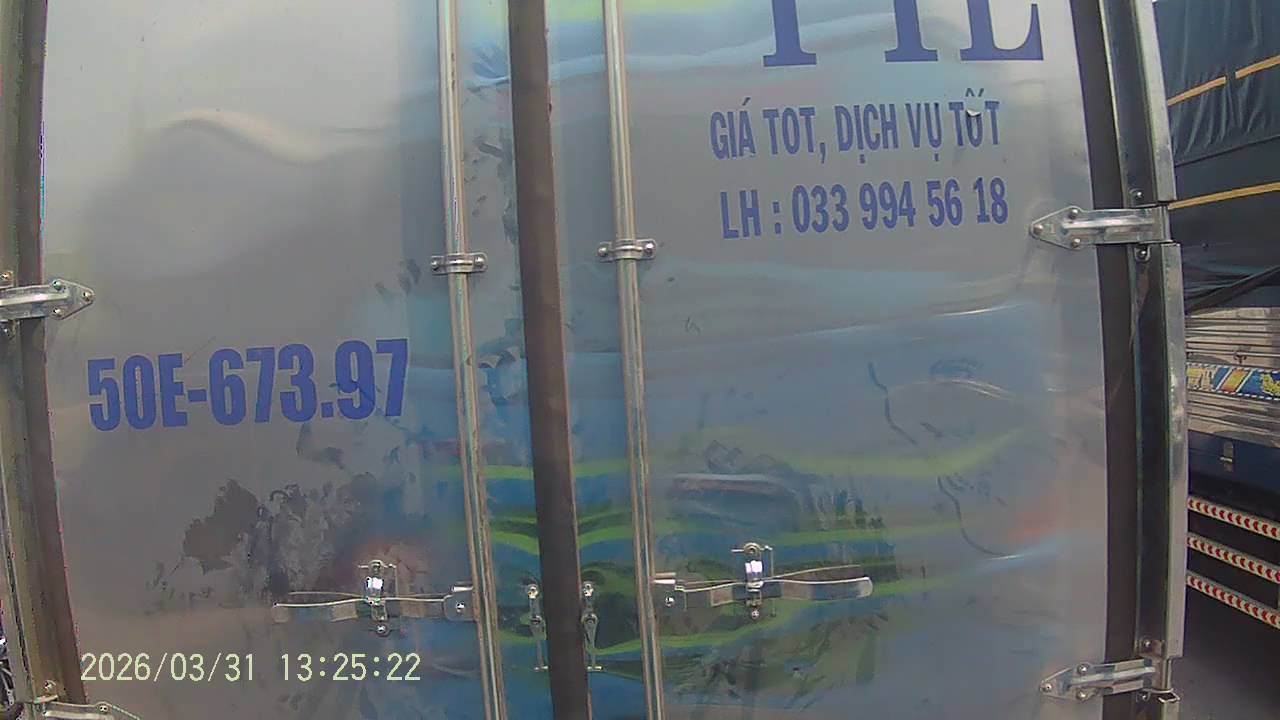 GIÁ TOT, DỊCH VỤ TỐT
LH : 033 994 56 18
50E-673.97
2026/03/31 13:25:22